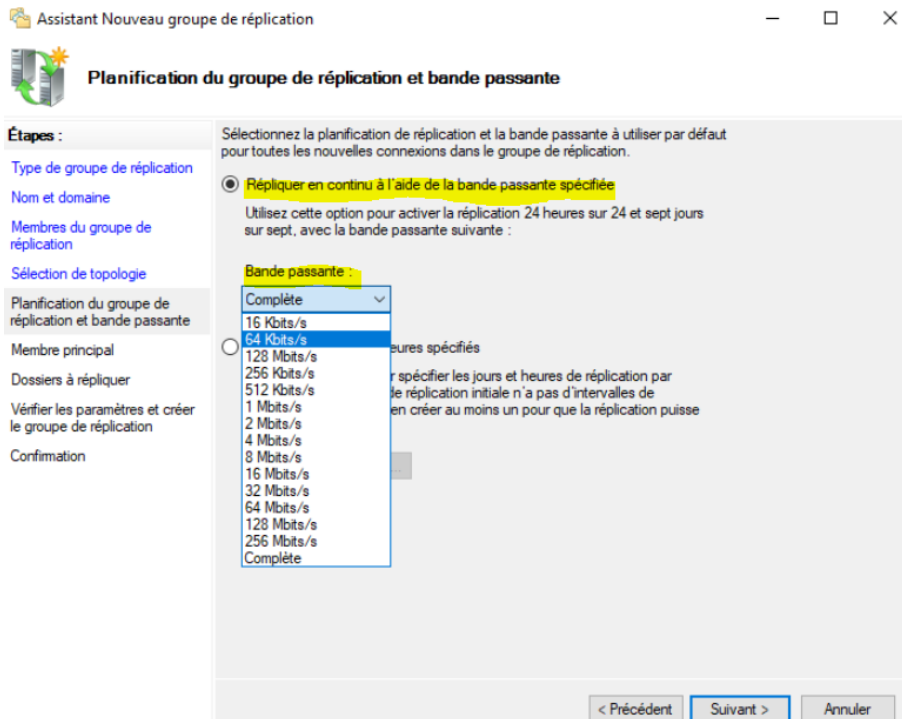 Assistant Nouveau groupe de réplication
Planification du groupe de réplication et bande passante
Étapes :
Type de groupe de réplication
Nom et domaine
Membres du groupe de
réplication
Sélection de topologie
Planification du groupe de
réplication et bande passante
Membre principal
Dossiers à répliquer
Vérifier les paramètres et créer
le groupe de réplication
Confirmation
Sélectionnez la planification de réplication et la bande passante à utiliser par défaut
pour toutes les nouvelles connexions dans le groupe de réplication.
Répliquer en continu à l'aide de la bande passante spécifiée
Utilisez cette option pour activer la réplication 24 heures sur 24 et sept jours
sur sept, avec la bande passante suivante :
Bande passante :
Complète
16 Kbits/s
64 Kbits/s
128 Mbits/s
256 Kbits/s
512 Kbits/s
1 Mbits/s
2 Mbits/s
4 Mbits/s
8 Mbits/s
16 Mbits/s
32 Mbits/s
64 Mbits/s
128 Mbits/s
256 Mbits/s
Complète
eures spécifiés
r spécifier les jours et heures de réplication par
de réplication initiale n'a pas d'intervalles de
en créer au moins un pour que la réplication puisse
...
< Précédent
Suivant >
Annuler